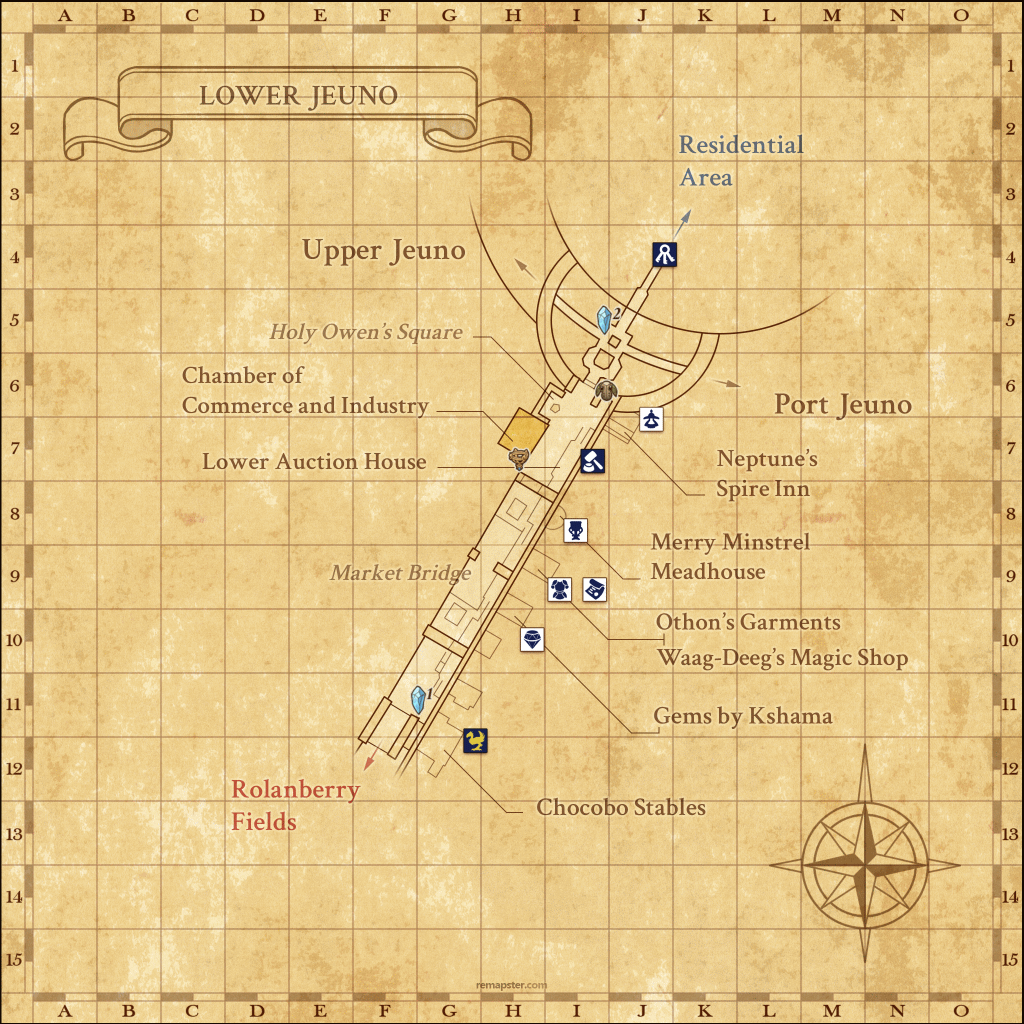 A B C D E F G H I J K L M N O
1 1
LOWER JEUNO
2 2
Residential
Area
3 3
Upper Jeuno
4 4
2
5 5
Holy Owen's Square
Chamber of
Commerce and Industry
6 6
Port Jeuno
7 7
Lower Auction House
Neptune's
Spire Inn
8 8
Merry Minstrel
Meadhouse
9 9
Market Bridge
Othon's Garments
Waag-Deeg's Magic Shop
10 10
1
11 11
Gems by Kshama
12 12
Rolanberry
Fields
Chocobo Stables
13 13
14 14
15 15
remapster.com
A B C D E F G H I J K L M N O